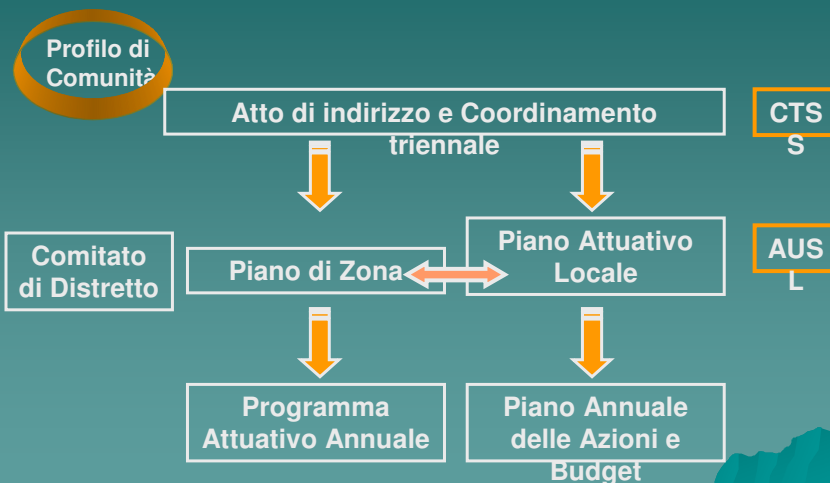 Profilo di
Comunità
Atto di indirizzo e Coordinamento
triennale
CTS
S
Comitato
di Distretto
Piano di Zona
Piano Attuativo
Locale
AUS
L
Programma
Attuativo Annuale
Piano Annuale
delle Azioni e
Budget